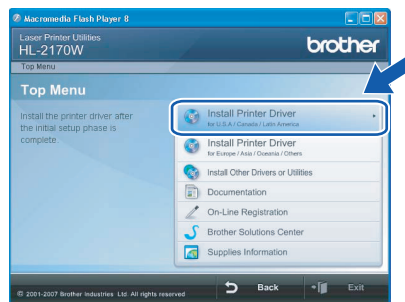 Macromedia Flash Player 8
Laser Printer Utilities
HL-2170W
brother
Top Menu
Top Menu
Install the printer driver after
the initial setup phase is
complete.
Install Printer Driver
for U.S.A / Canada / Latin America
Install Printer Driver
for Europe / Asia / Oceania / Others
Install Other Drivers or Utilities
Documentation
On-Line Registration
Brother Solutions Center
Supplies Information
© 2001-2007 Brother Industries Ltd. All rights reserved
Back
Exit